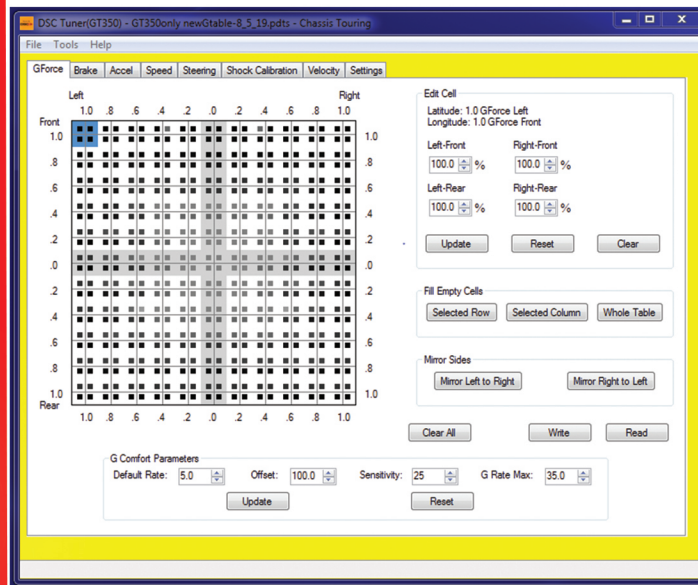 DSC Tuner(GT350) - GT350only newGtable-8_5_19.pdts - Chassis Touring
File Tools Help
GForce Brake Accel Speed Steering Shock Calibration Velocity Settings
Left Right
1.0 .8 .6 .4 .2 .0 .2 .4 .6 .8 1.0
Front
1.0 1.0
.8 .8
.6 .6
.4 .4
.2 .2
.0 .0
.2 .2
.4 .4
.6 .6
.8 .8
1.0 1.0
Rear
1.0 .8 .6 .4 .2 .0 .2 .4 .6 .8 1.0
Edit Cell
Latitude: 1.0 GForce Left
Longitude: 1.0 GForce Front
Left-Front Right-Front
100.0 % 100.0 %
Left-Rear Right-Rear
100.0 % 100.0 %
Update Reset Clear
Fill Empty Cells
Selected Row Selected Column Whole Table
Mirror Sides
Mirror Left to Right Mirror Right to Left
Clear All Write Read
G Comfort Parameters
Default Rate: 5.0 Offset: 100.0 Sensitivity: 25 G Rate Max: 35.0
Update Reset